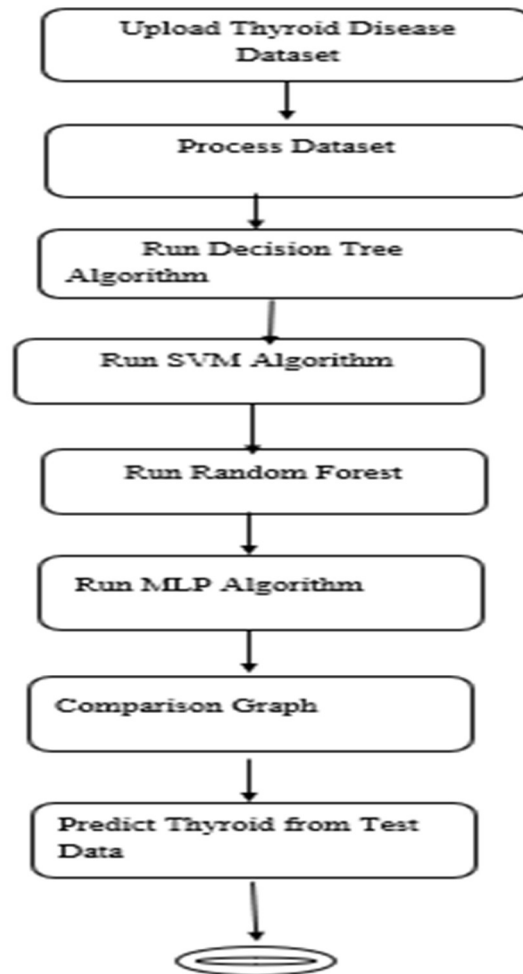 Upload Thyroid Disease
Dataset
Process Dataset
Run Decision Tree
Algorithm
Run SVM Algorithm
Run Random Forest
Run MLP Algorithm
Comparison Graph
Predict Thyroid from Test
Data